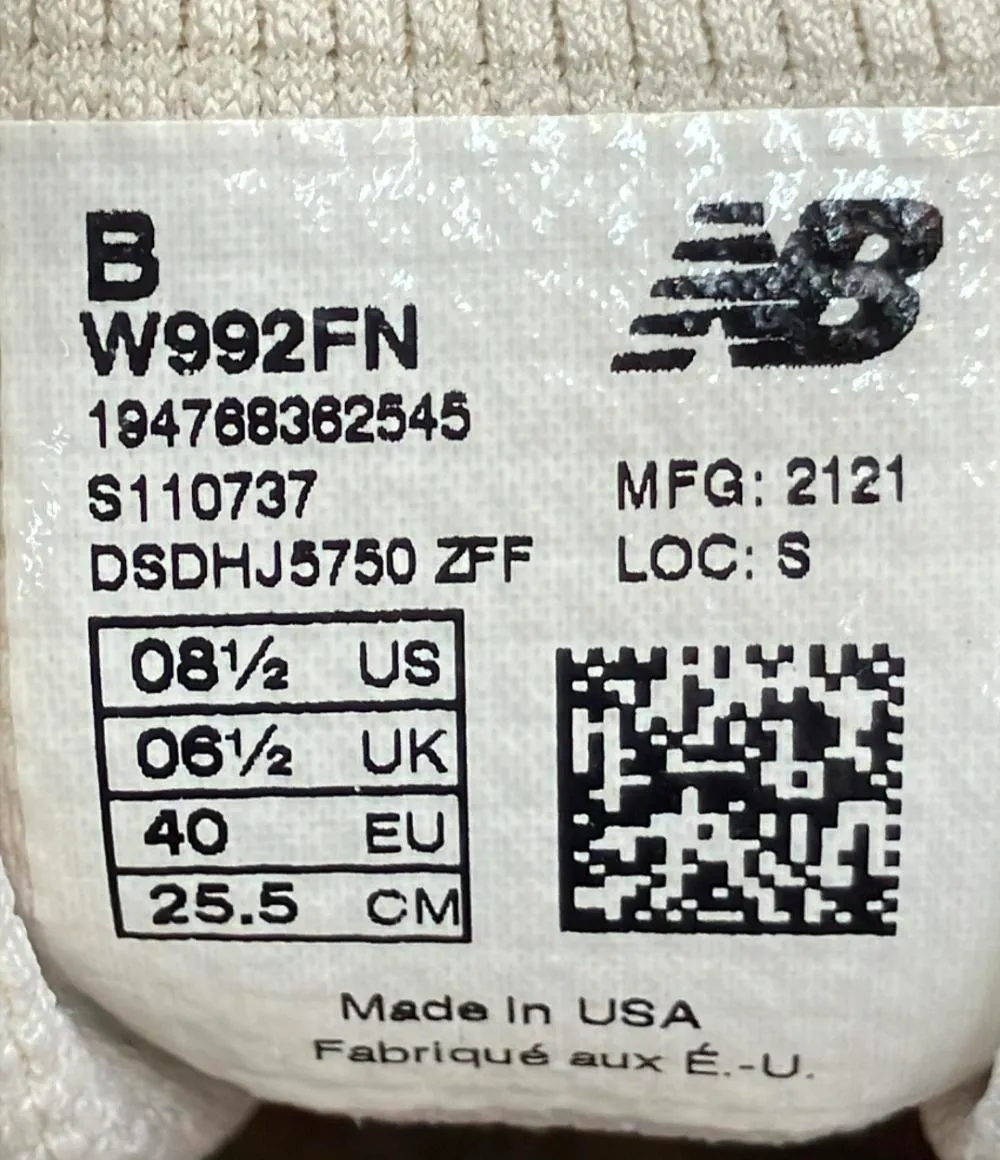 B
NB
W992FN
194768362545
S110737
MFG: 2121
DSDHJ5750 ZFF
LOC: S
08½ US
06½ UK
40 EU
25.5 CM
Made In USA
Fabriqué aux É.-U.